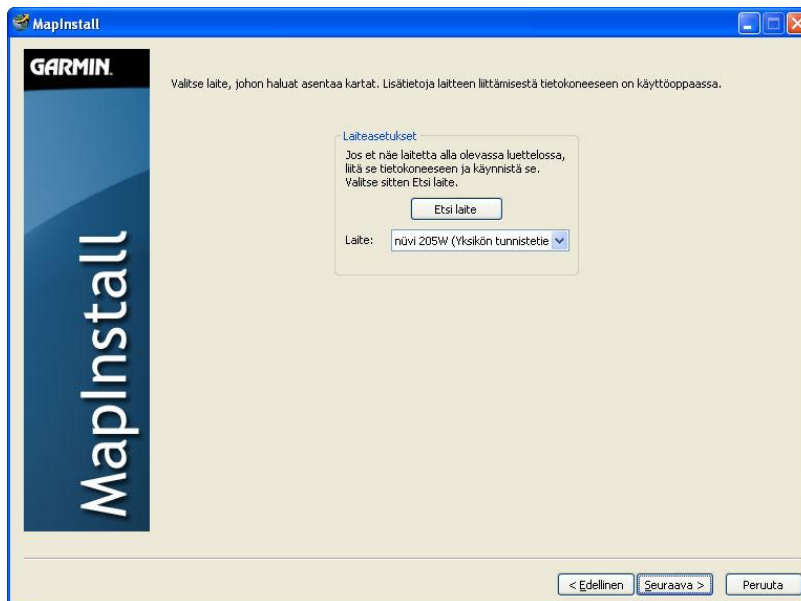 MapInstall
GARMIN.
Valitse laite, johon haluat asentaa kartat. Lisätietoja laitteen liittämisestä tietokoneeseen on käyttöoppaassa.
Laiteasetukset
Jos et näe laitetta alla olevassa luettelossa,
liitä se tietokoneeseen ja käynnistä se.
Valitse sitten Etsi laite.
Etsi laite
Laite: nüvi 205W (Yksikön tunnistetie
MapInstall
< Edellinen Seuraava > Peruuta